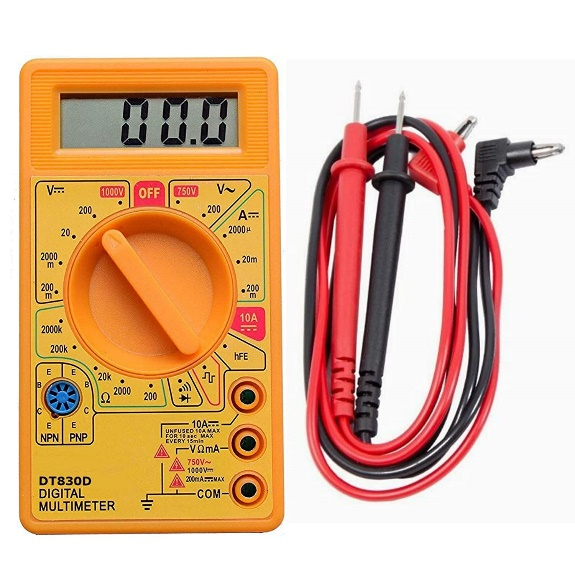 00.0
V⎓ 1000V OFF 750V V~
200 200
20 A⎓
2000μ
2000m 20m
200m 200m
2000k 10A⎓
200k hFE
20k Ω 2000 200
E E
B B
C C
E E
NPN PNP
10A⎓
UNFUSED 10A MAX
FOR 10 sec MAX
EVERY 15min
VΩmA
750V~
1000V⎓
200mA⎓MAX
COM
DT830D
DIGITAL
MULTIMETER